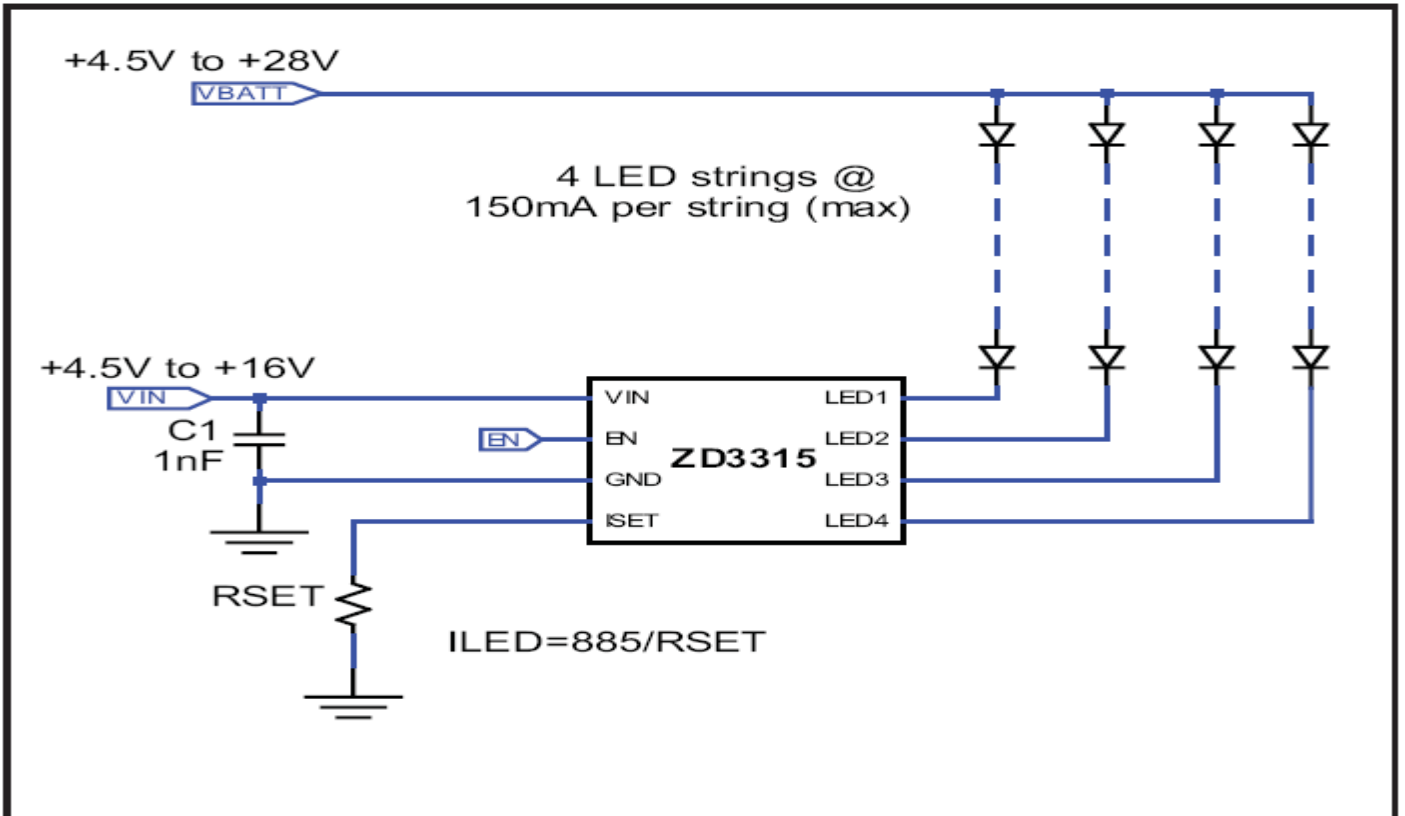 +4.5V to +28V
VBATT
4 LED strings @
150mA per string (max)
+4.5V to +16V
VIN
C1
1nF
EN
VIN
EN
GND
ISET
ZD3315
LED1
LED2
LED3
LED4
RSET
ILED=885/RSET